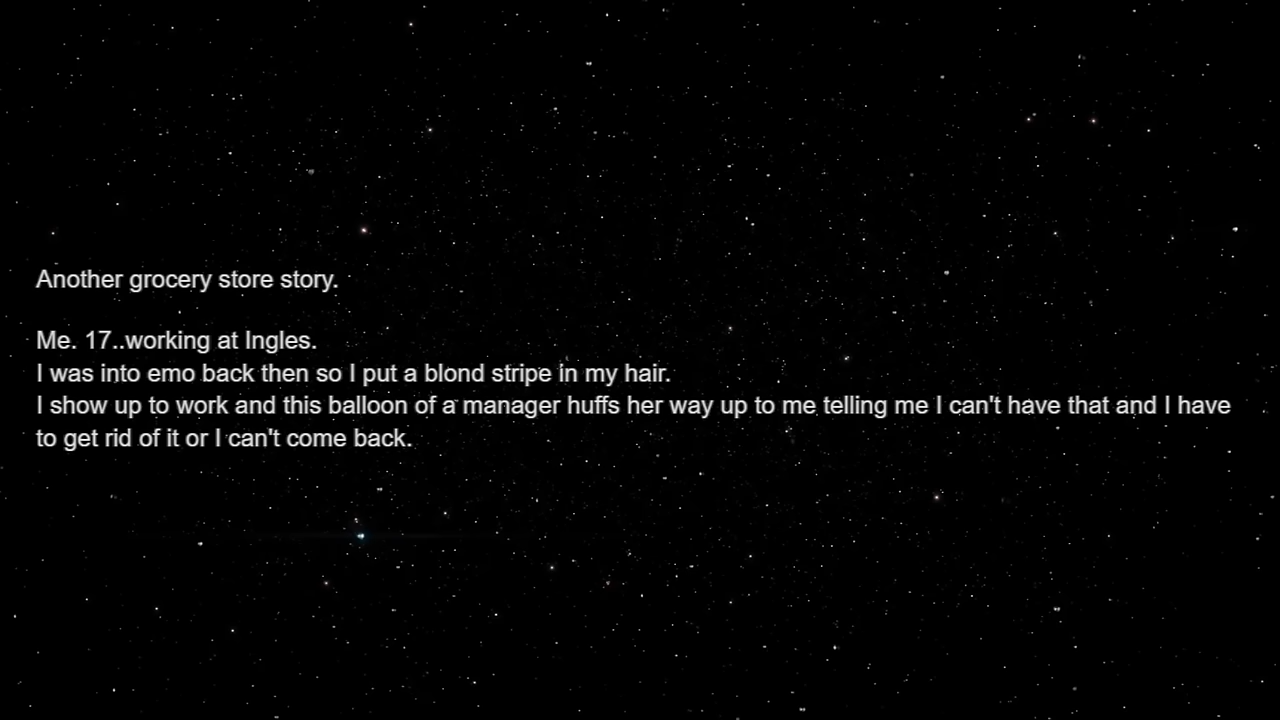 Another grocery store story.
Me. 17..working at Ingles.
I was into emo back then so I put a blond stripe in my hair.
I show up to work and this balloon of a manager huffs her way up to me telling me I can't have that and I have
to get rid of it or I can't come back.